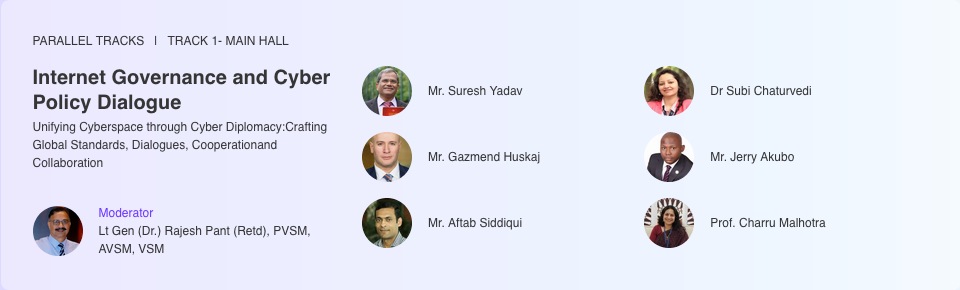 PARALLEL TRACKS I TRACK 1- MAIN HALL
Internet Governance and Cyber
Policy Dialogue
Unifying Cyberspace through Cyber Diplomacy:Crafting
Global Standards, Dialogues, Cooperationand
Collaboration
Moderator
Lt Gen (Dr.) Rajesh Pant (Retd), PVSM,
AVSM, VSM
Mr. Suresh Yadav
Mr. Gazmend Huskaj
Mr. Aftab Siddiqui
Dr Subi Chaturvedi
Mr. Jerry Akubo
Prof. Charru Malhotra